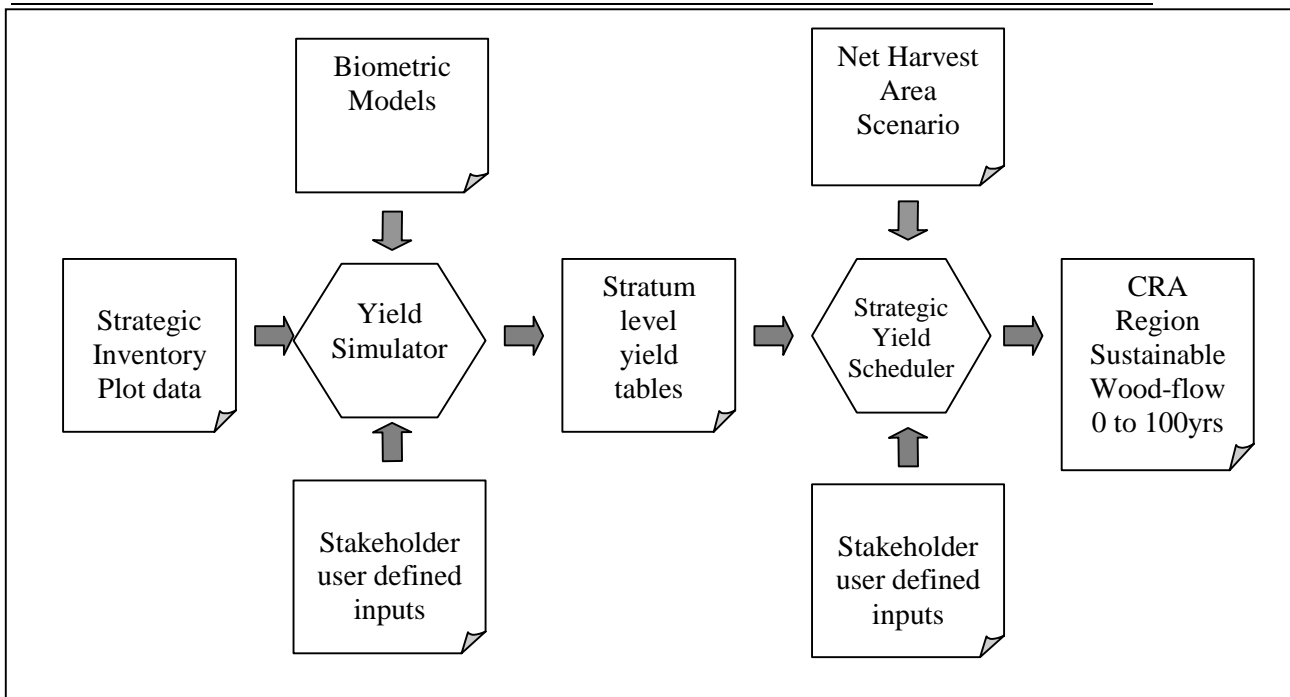 Biometric
Models
Net Harvest
Area
Scenario
Strategic
Inventory
Plot data
Yield
Simulator
Stratum
level
yield
tables
Strategic
Yield
Scheduler
CRA
Region
Sustainable
Wood-flow
0 to 100yrs
Stakeholder
user defined
inputs
Stakeholder
user defined
inputs